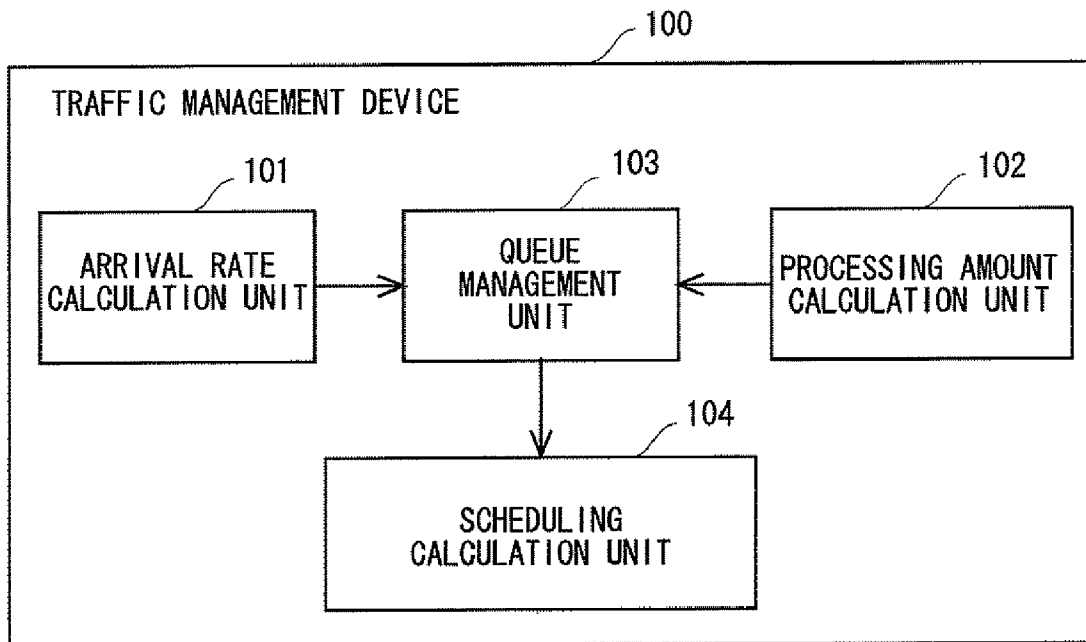 100
TRAFFIC MANAGEMENT DEVICE
101
103
102
ARRIVAL RATE
CALCULATION UNIT
QUEUE
MANAGEMENT
UNIT
PROCESSING AMOUNT
CALCULATION UNIT
104
SCHEDULING
CALCULATION UNIT